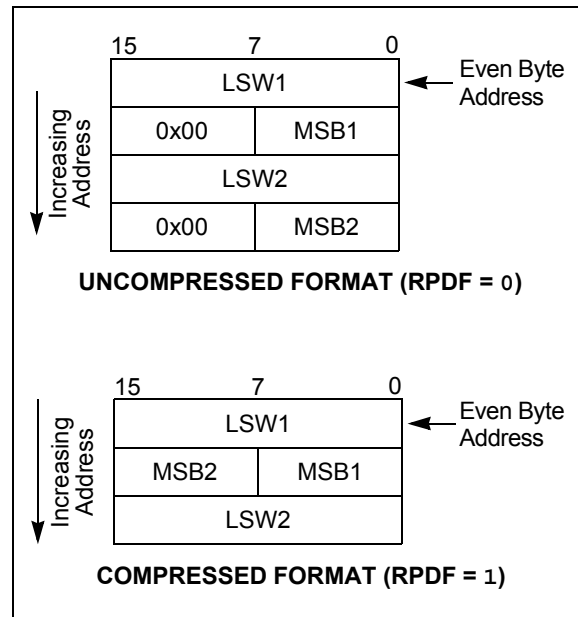 15 7 0
LSW1
Even Byte
Address
0x00 MSB1
LSW2
0x00 MSB2
Increasing
Address
UNCOMPRESSED FORMAT (RPDF = 0)
15 7 0
LSW1
Even Byte
Address
MSB2 MSB1
LSW2
Increasing
Address
COMPRESSED FORMAT (RPDF = 1)